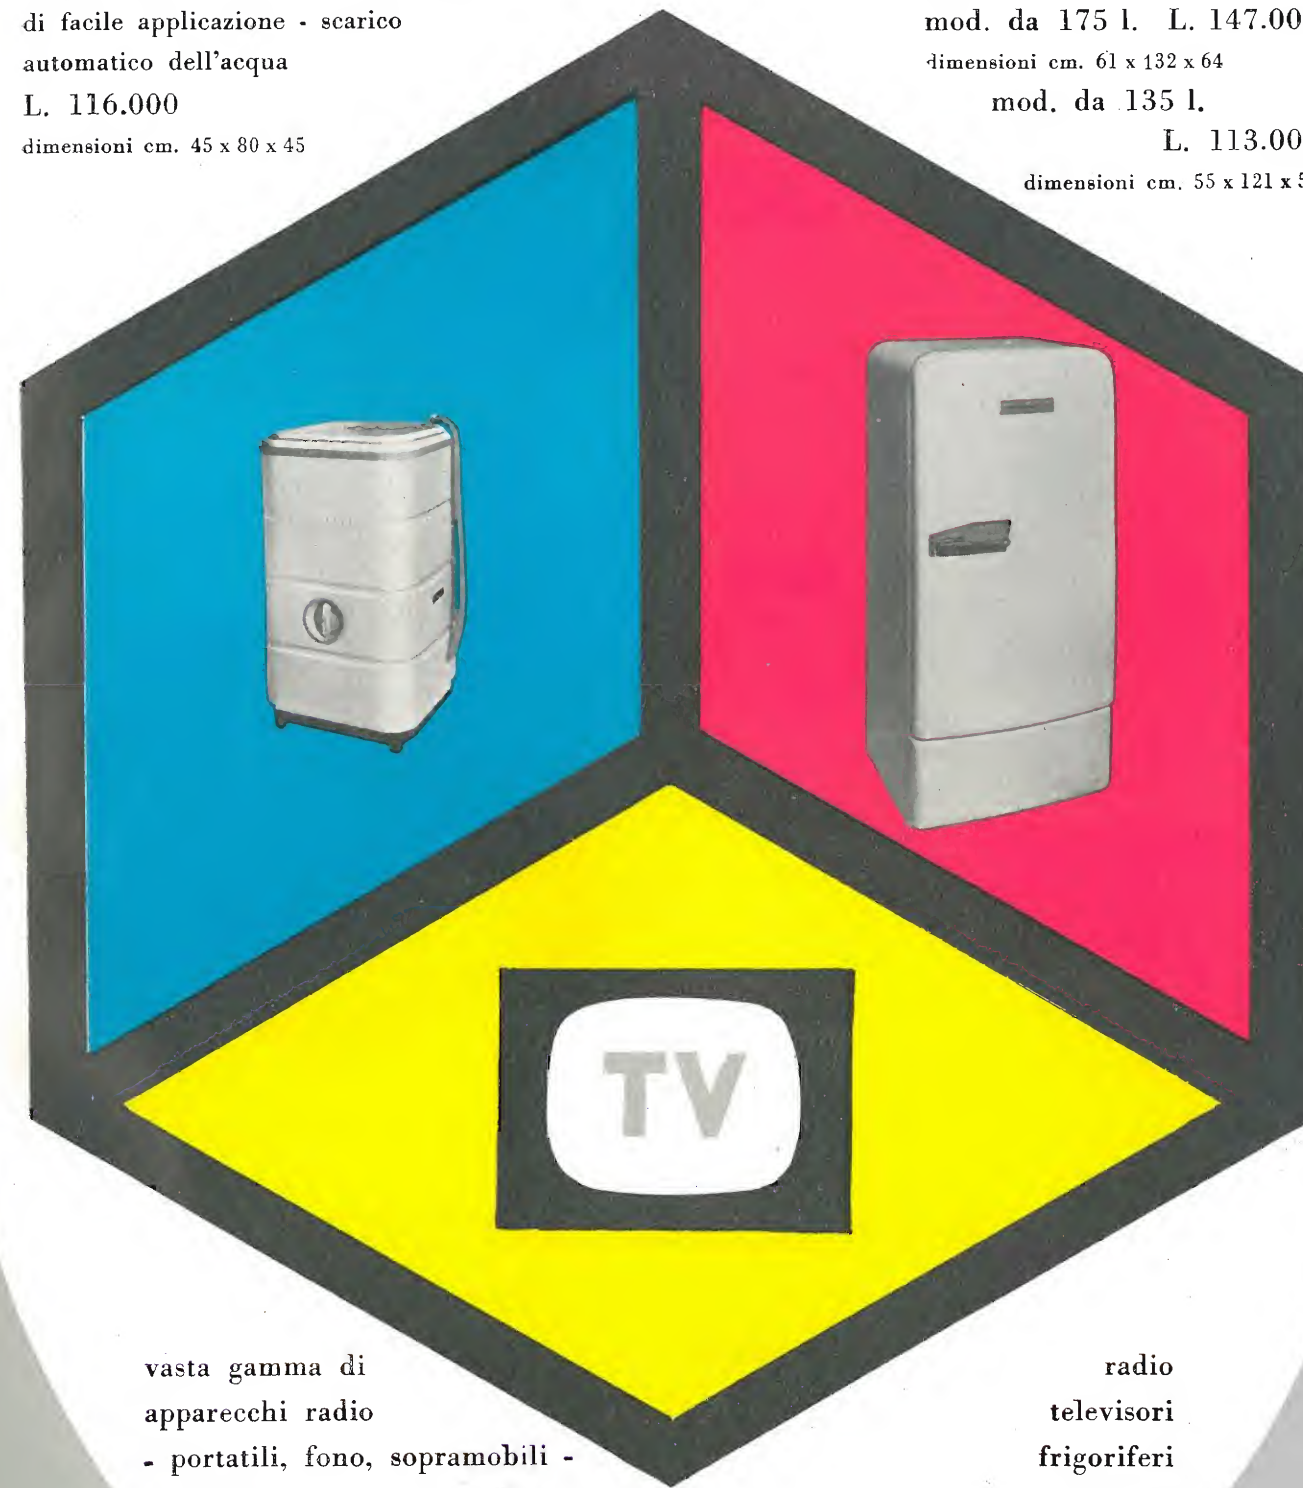 di facile applicazione - scarico
automatico dell'acqua
L. 116.000
dimensioni cm. 45 x 80 x 45
mod. da 175 l. L. 147.00
dimensioni cm. 61 x 132 x 64
mod. da 135 l.
L. 113.00
dimensioni cm. 55 x 121 x 5
TV
vasta gamma di
apparecchi radio
- portatili, fono, sopramobili -
radio
televisori
frigoriferi